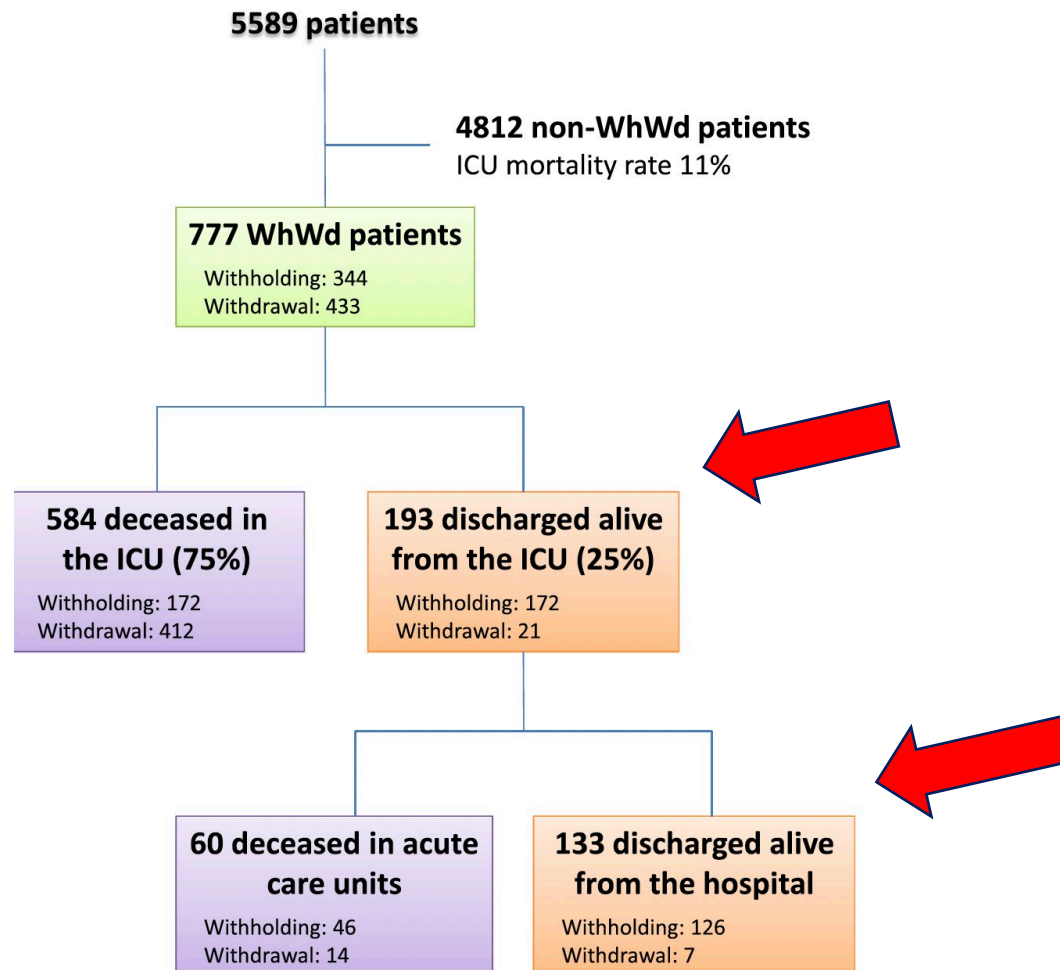 5589 patients
4812 non-WhWd patients
ICU mortality rate 11%
777 WhWd patients
Withholding: 344
Withdrawal: 433
584 deceased in
the ICU (75%)
Withholding: 172
Withdrawal: 412
193 discharged alive
from the ICU (25%)
Withholding: 172
Withdrawal: 21
60 deceased in acute
care units
Withholding: 46
Withdrawal: 14
133 discharged alive
from the hospital
Withholding: 126
Withdrawal: 7